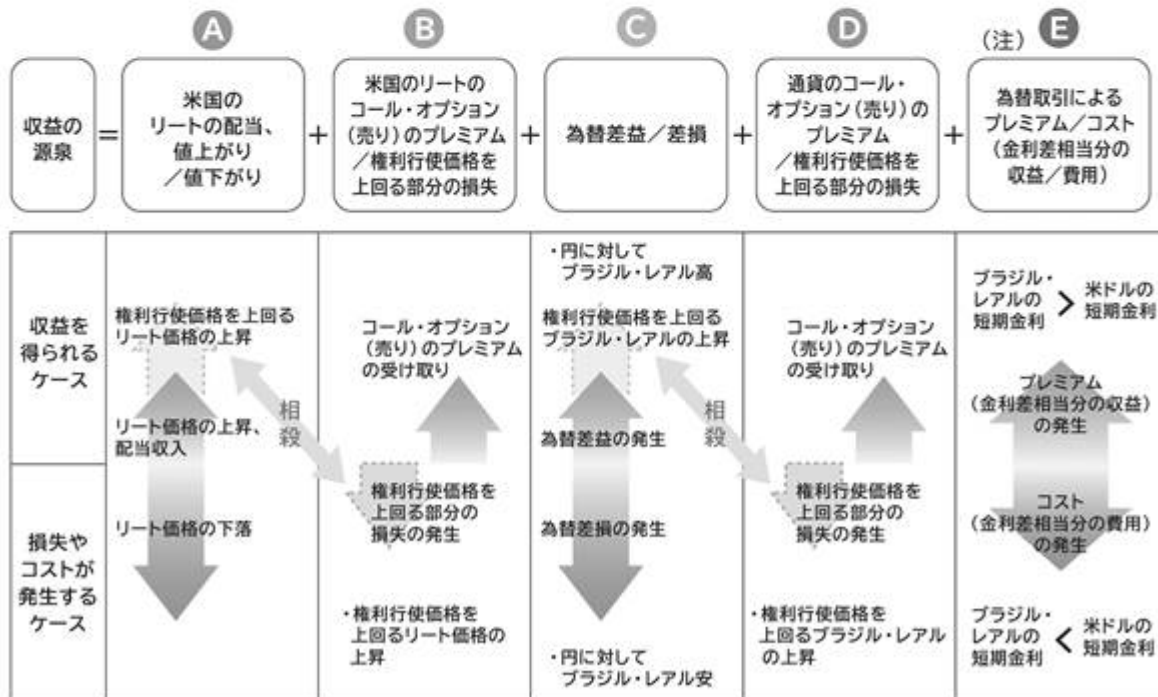 A
B
C
D
(注) E
収益の
源泉
=
米国の
リートの配当、
値上がり
/値下がり
+
米国のリートの
コール・オプション
(売り)のプレミアム
/権利行使価格を
上回る部分の損失
+
為替差益/差損
+
通貨のコール・
オプション(売り)の
プレミアム
/権利行使価格を
上回る部分の損失
+
為替取引による
プレミアム/コスト
(金利差相当分の
収益/費用)
収益を
得られる
ケース
権利行使価格を上回る
リート価格の上昇
リート価格の上昇、
配当収入
相殺
コール・オプション
(売り)のプレミアム
の受け取り
・円に対して
ブラジル・レアル高
権利行使価格を上回る
ブラジル・レアルの上昇
為替差益の発生
相殺
コール・オプション
(売り)のプレミアム
の受け取り
ブラジル・
レアルの
短期金利
>
米ドルの
短期金利
プレミアム
(金利差相当分の収益)
の発生
損失や
コストが
発生する
ケース
リート価格の下落
権利行使価格を
上回る部分の
損失の発生
・権利行使価格を
上回るリート価格の
上昇
為替差損の発生
・円に対して
ブラジル・レアル安
権利行使価格を
上回る部分の
損失の発生
・権利行使価格を
上回るブラジル・レアル
の上昇
コスト
(金利差相当分の費用)
の発生
ブラジル・
レアルの
短期金利
<
米ドルの
短期金利